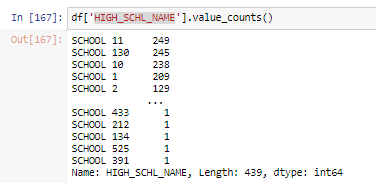 In [167]: df['HIGH_SCHL_NAME'].value_counts()
Out[167]: SCHOOL 11 249
SCHOOL 130 245
SCHOOL 10 238
SCHOOL 1 209
SCHOOL 2 129
...
SCHOOL 433 1
SCHOOL 212 1
SCHOOL 134 1
SCHOOL 525 1
SCHOOL 391 1
Name: HIGH_SCHL_NAME, Length: 439, dtype: int64